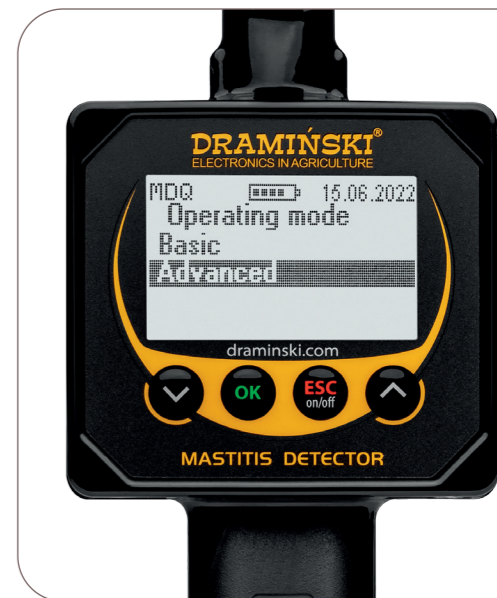 DRAMIŃSKI®
ELECTRONICS IN AGRICULTURE
MDQ 15.06.2022
Operating mode
Basic
Advanced
draminski.com
OK ESC
on/off
MASTITIS DETECTOR